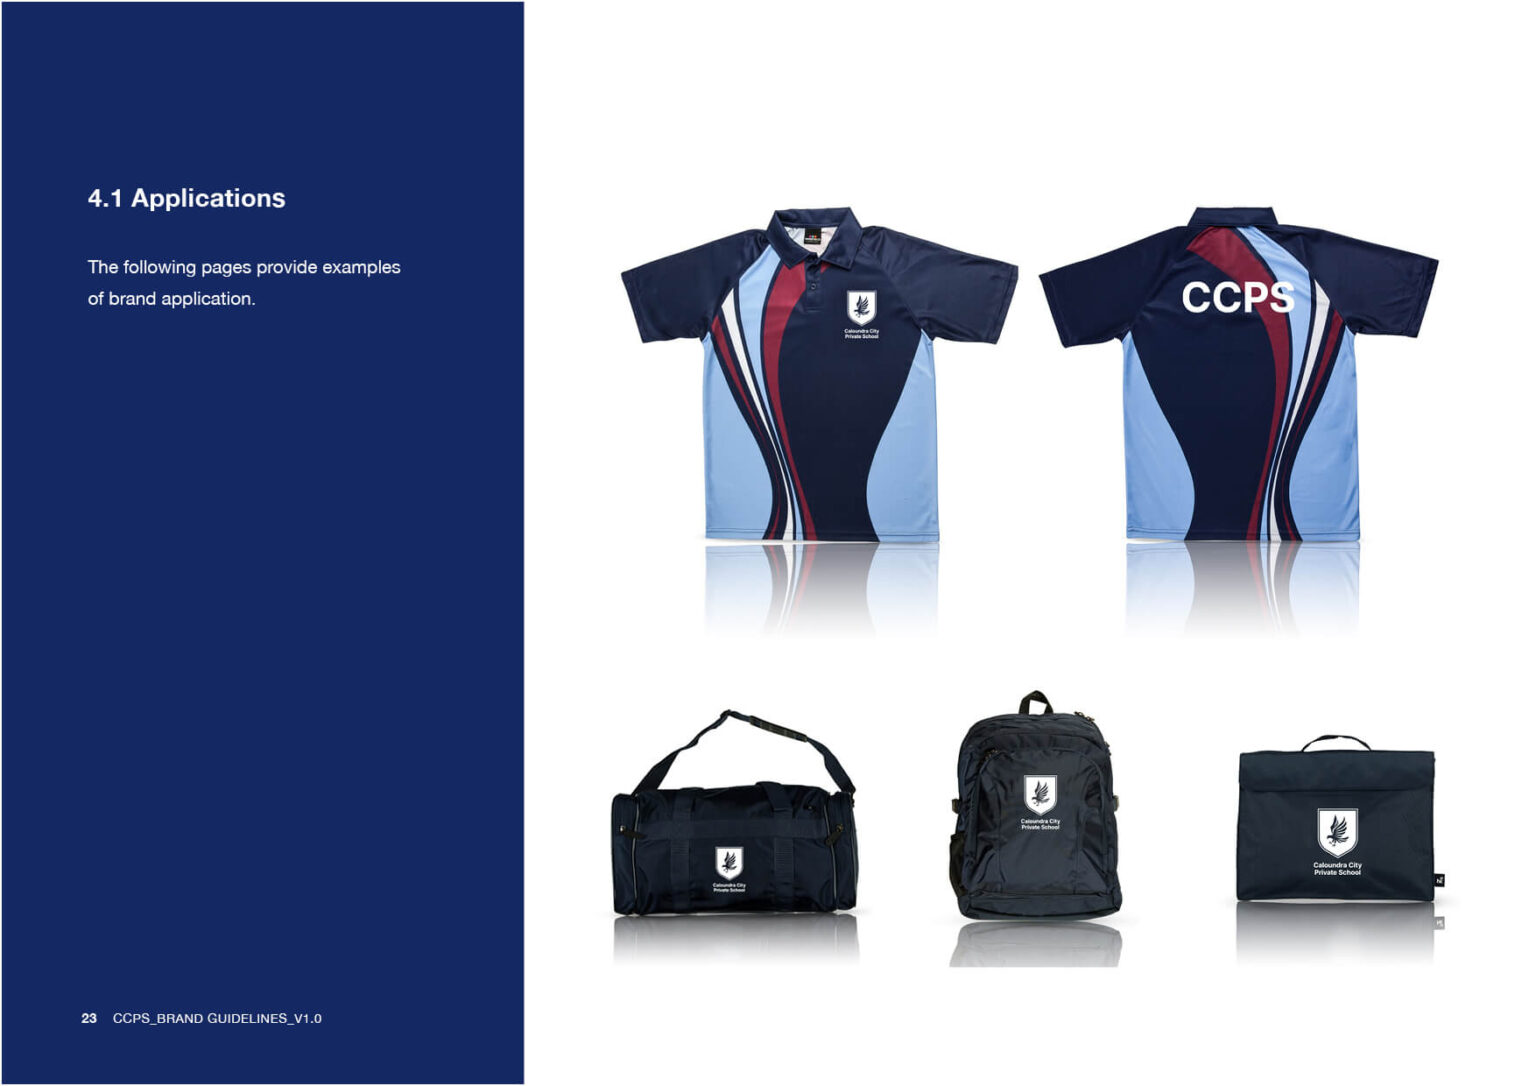 4.1 Applications
The following pages provide examples
of brand application.
Caloundra City
Private School
CCPS
Caloundra City
Private School
Caloundra City
Private School
Caloundra City
Private School
23 CCPS_BRAND GUIDELINES_V1.0